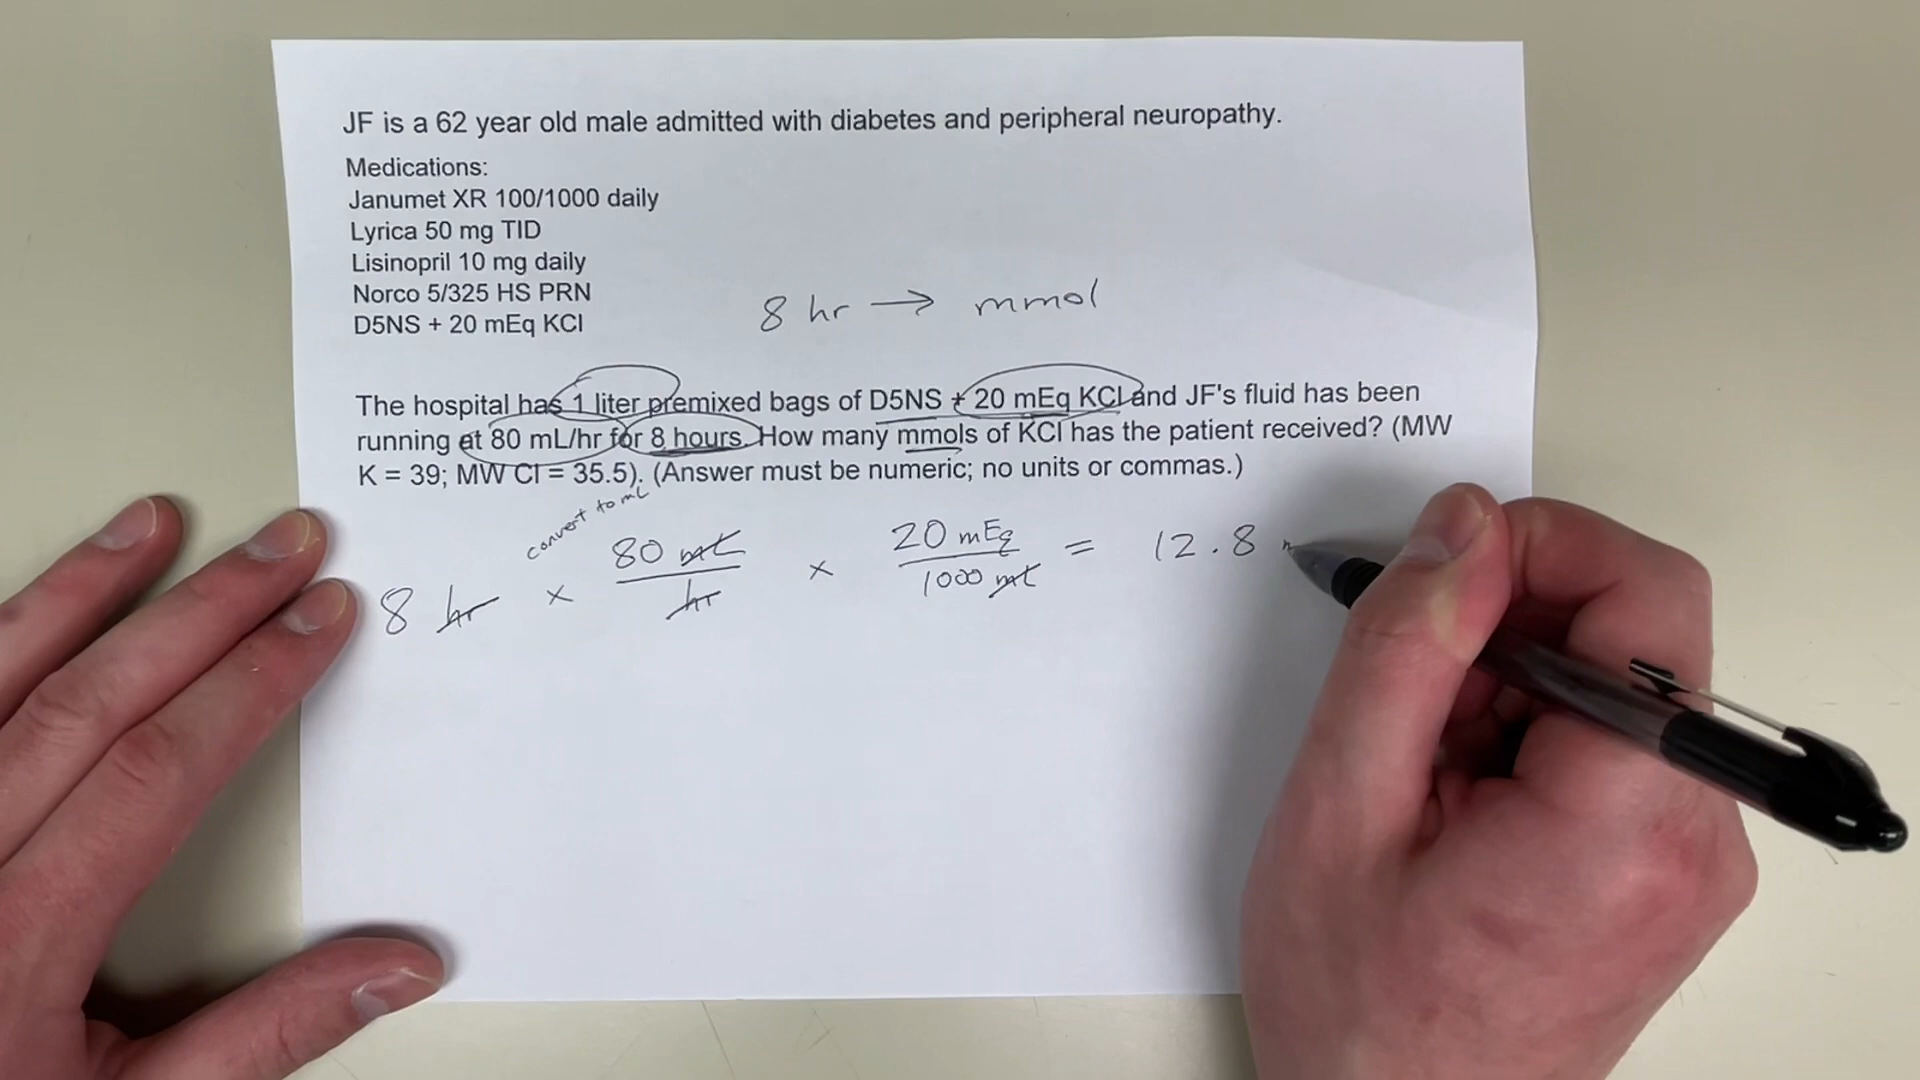 JF is a 62 year old male admitted with diabetes and peripheral neuropathy.
Medications:
Janumet XR 100/1000 daily
Lyrica 50 mg TID
Lisinopril 10 mg daily
Norco 5/325 HS PRN
D5NS + 20 mEq KCl
8 hr → mmol
The hospital has 1 liter premixed bags of D5NS + 20 mEq KCl and JF's fluid has been
running at 80 mL/hr for 8 hours. How many mmols of KCl has the patient received? (MW
K = 39; MW Cl = 35.5). (Answer must be numeric; no units or commas.)
convert to mL
8 hr × 80 mL/hr × 20 mEq/1000 mL = 12.8